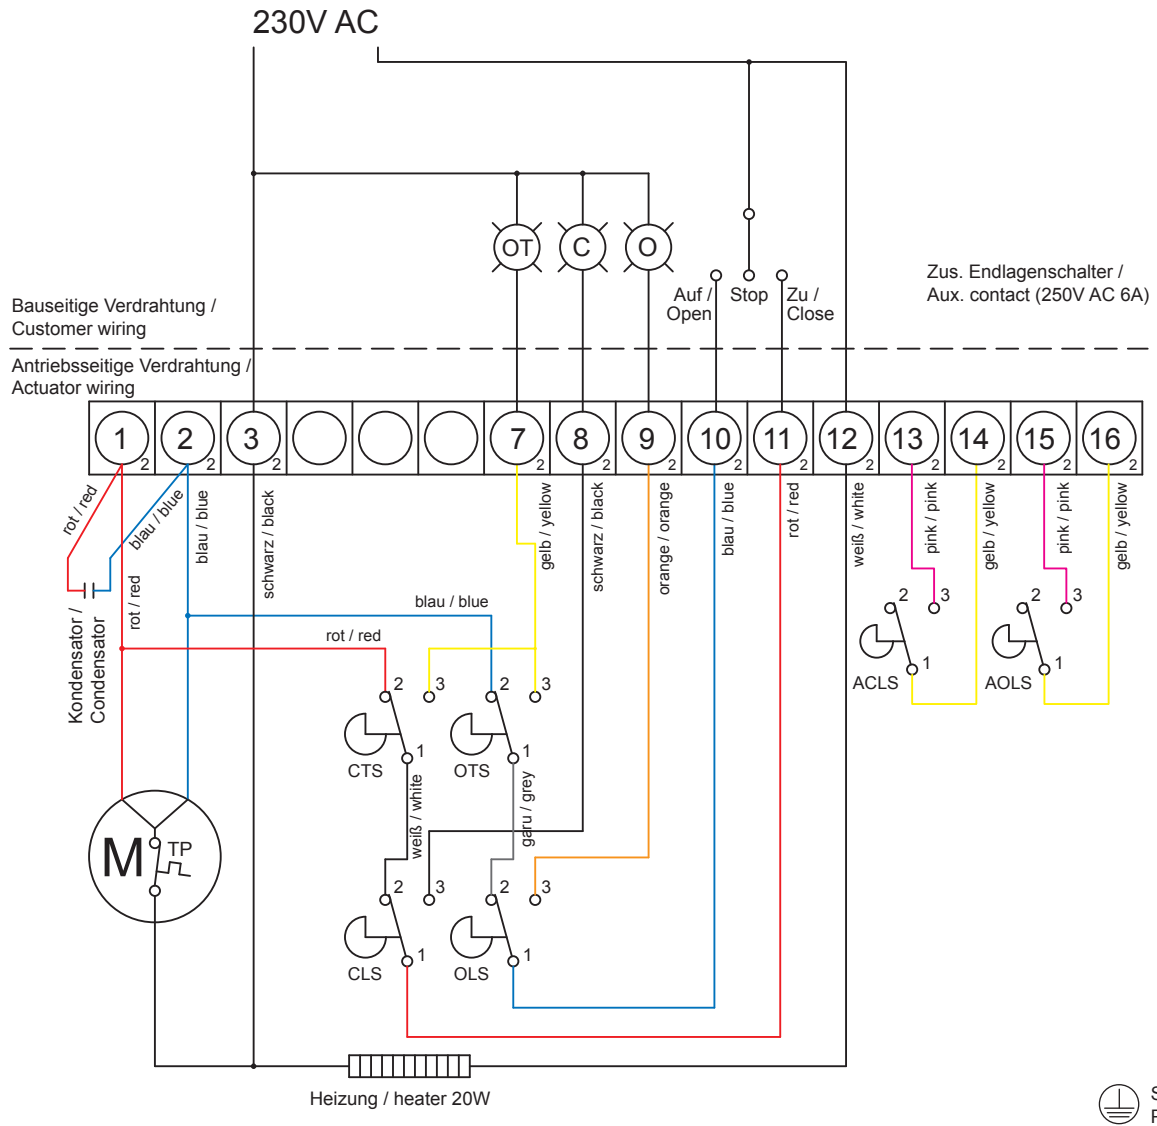 230V AC
OT
C
O
Auf /
Open
Stop
Zu /
Close
Zus. Endlagenschalter /
Aux. contact (250V AC 6A)
Bauseitige Verdrahtung /
Customer wiring
Antriebsseitige Verdrahtung /
Actuator wiring
1 2 3 7 8 9 10 11 12 13 14 15 16
2 2 2 2 2 2 2 2 2 2 2 2 2
rot / red
blau / blue
blau / blue
schwarz / black
gelb / yellow
schwarz / black
orange / orange
blau / blue
rot / red
weiß / white
pink / pink
gelb / yellow
pink / pink
gelb / yellow
rot / red
Kondensator /
Condensator
blau / blue
rot / red
2 3 2 3
1 1
ACLS AOLS
2 3 2 3
1 1
CTS OTS
weiß / white
garu / grey
M
TP
2 3 2 3
1 1
CLS OLS
Heizung / heater 20W